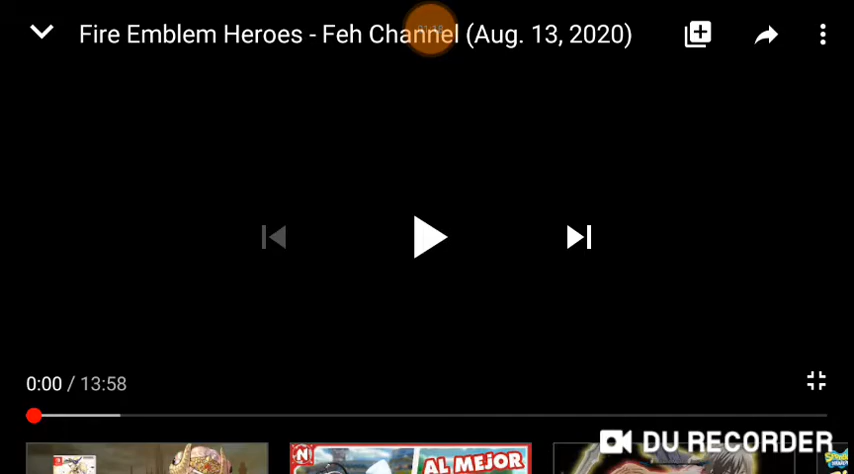 Fire Emblem Heroes - Feh Channel (Aug. 13, 2020)
0:00 / 13:58
AL MEJOR
DU RECORDER